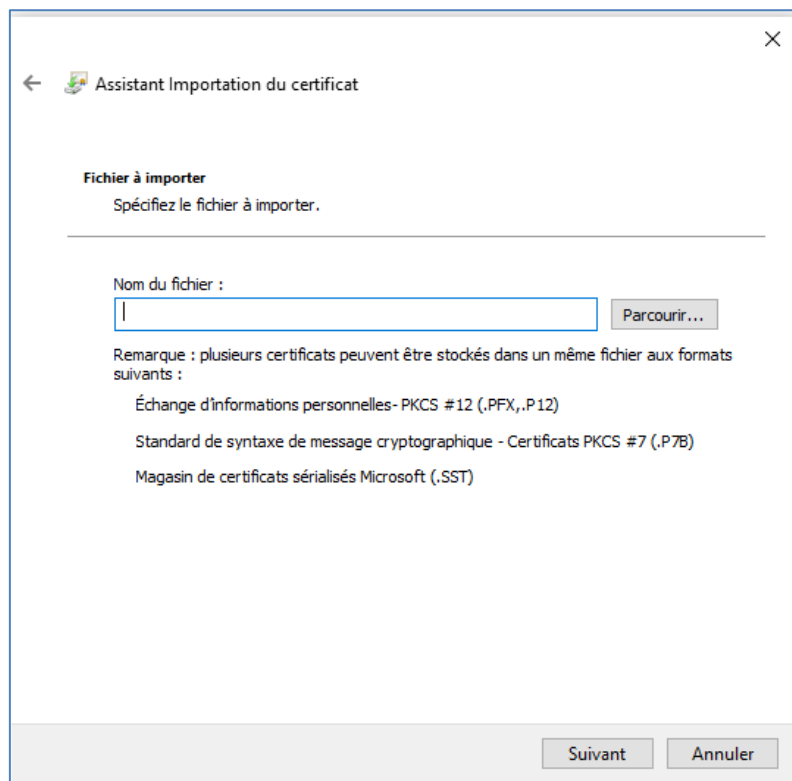 Assistant Importation du certificat
Fichier à importer
Spécifiez le fichier à importer.
Nom du fichier :
Parcourir...
Remarque : plusieurs certificats peuvent être stockés dans un même fichier aux formats
suivants :
Échange d'informations personnelles- PKCS #12 (.PFX,.P12)
Standard de syntaxe de message cryptographique - Certificats PKCS #7 (.P7B)
Magasin de certificats sérialisés Microsoft (.SST)
Suivant
Annuler